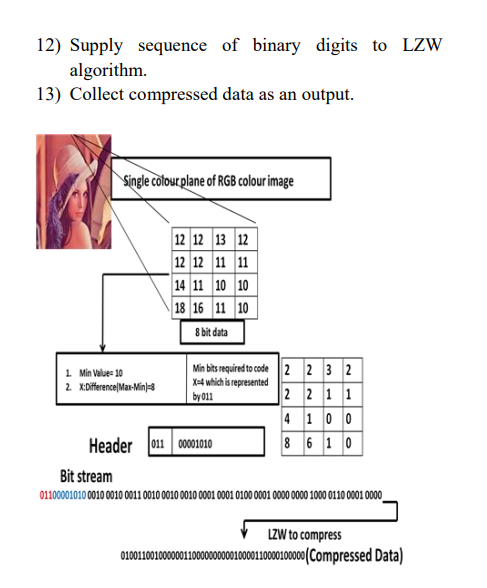 12) Supply sequence of binary digits to LZW
algorithm.
13) Collect compressed data as an output.
Single colour plane of RGB colour image
12 12 13 12
12 12 11 11
14 11 10 10
18 16 11 10
8 bit data
1. Min Value= 10
2. X:Difference(Max-Min)=8
Min bits required to code
X=4 which is represented
by 011
2 2 3 2
2 2 1 1
4 1 0 0
8 6 1 0
Header 011 00001010
Bit stream
01100001010 0010 0010 0011 0010 0010 0010 0001 0001 0100 0001 0000 0000 1000 0110 0001 0000
LZW to compress
(Compressed Data)